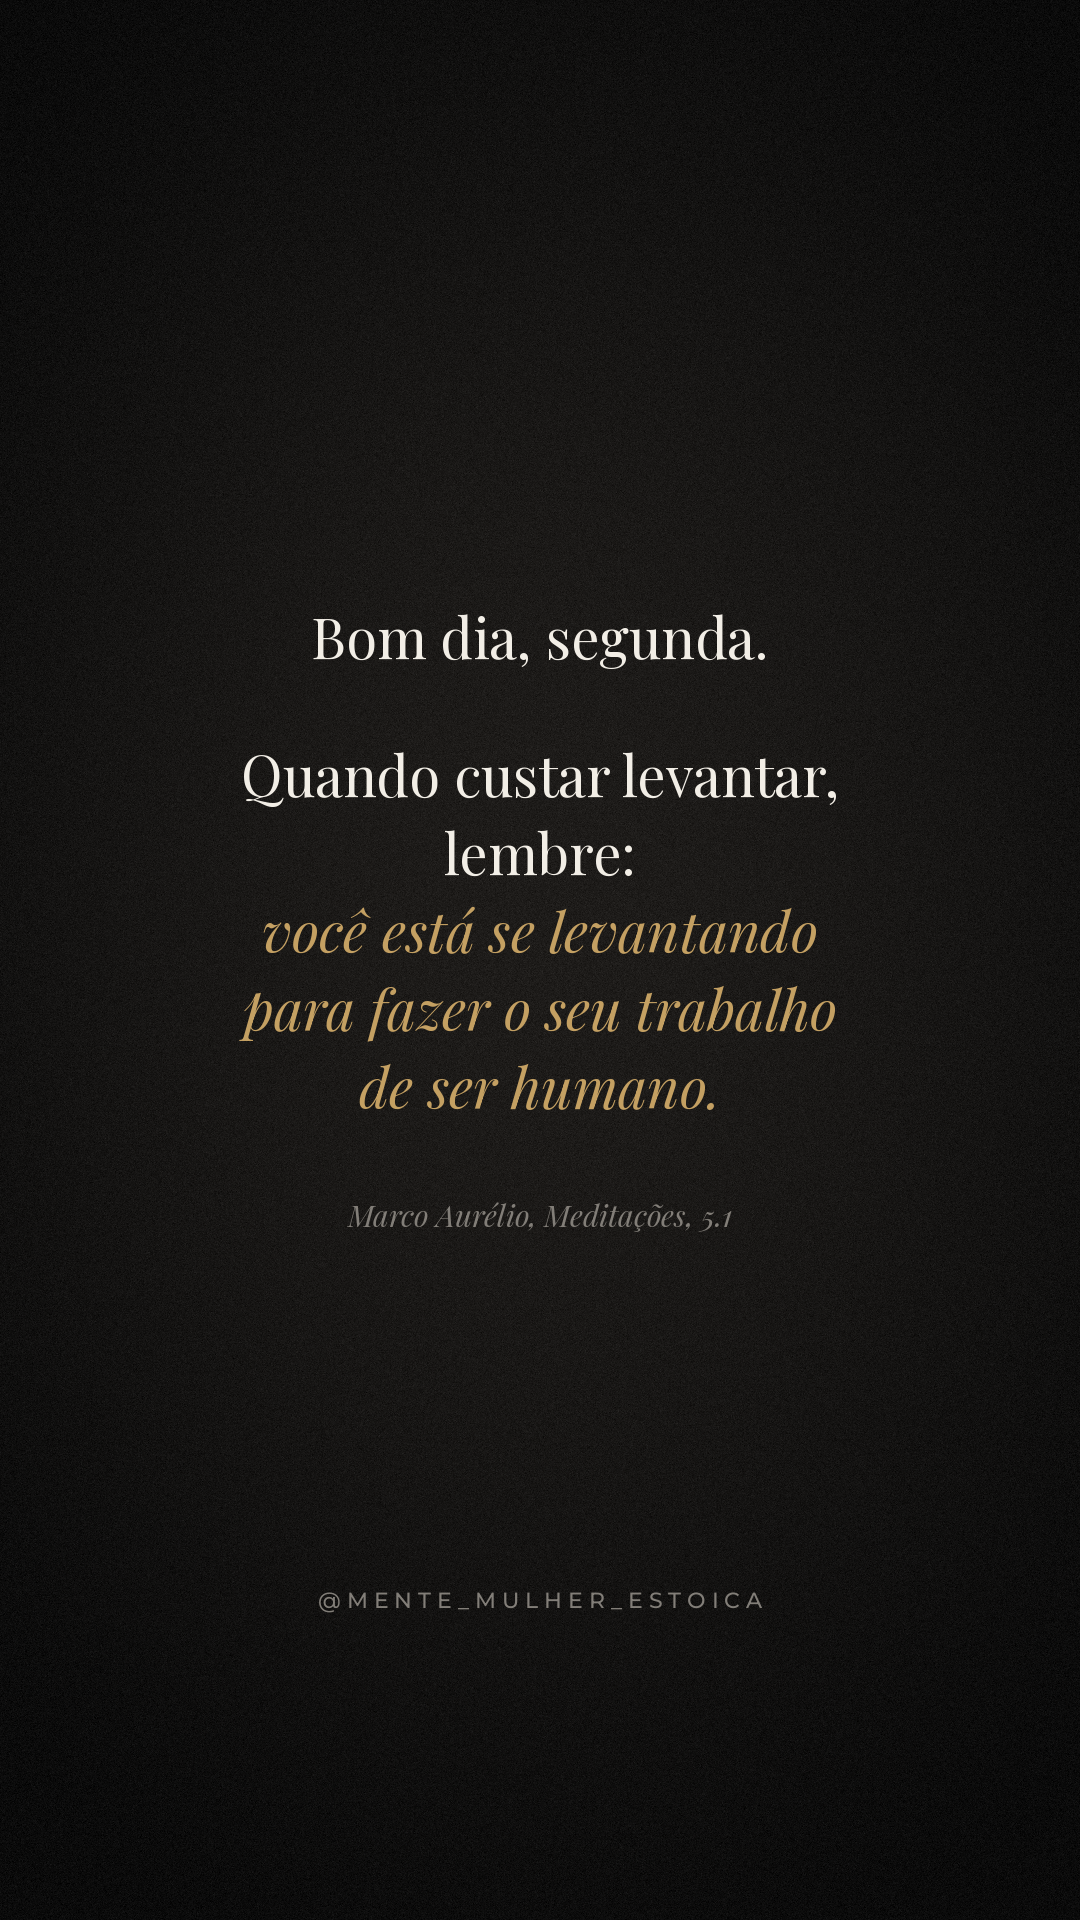 Bom dia, segunda.
Quando custar levantar,
lembre:
você está se levantando
para fazer o seu trabalho
de ser humano.
Marco Aurélio, Meditações, 5.1
@MENTE_MULHER_ESTOICA